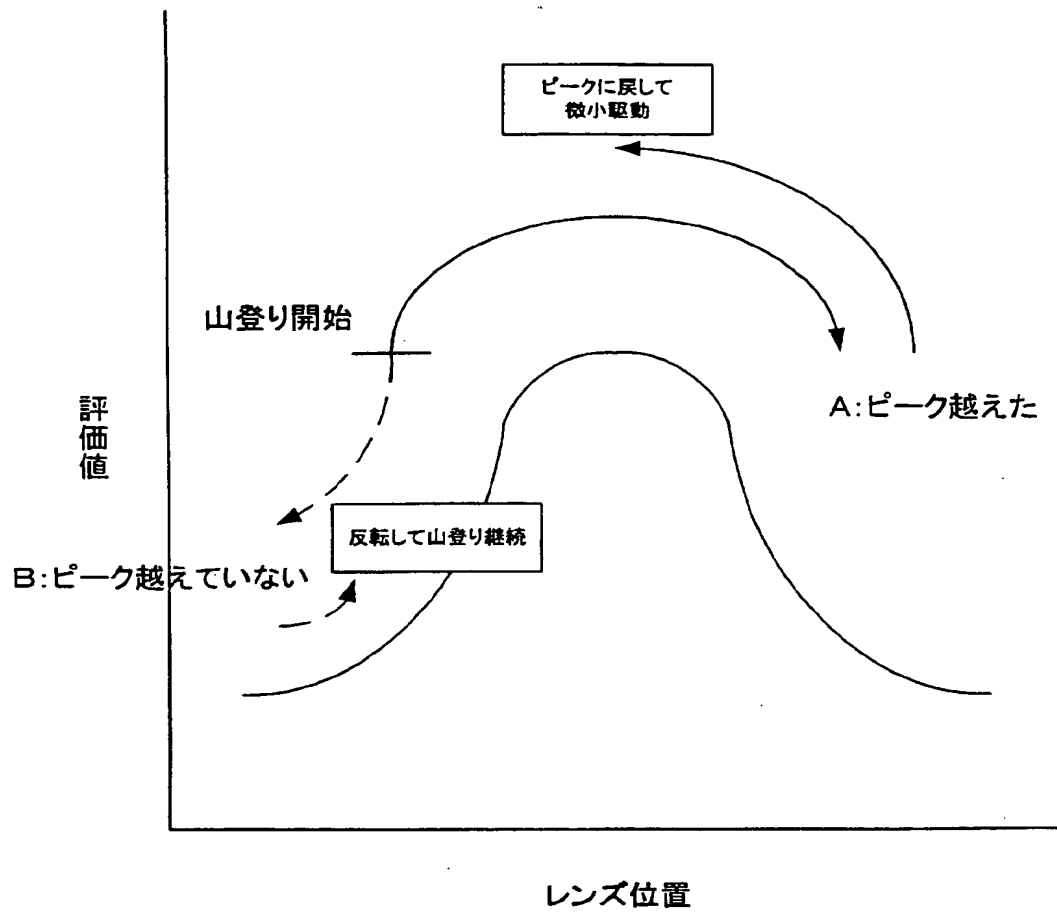 ピークに戻して
微小駆動
山登り開始
A:ピーク越えた
評価値
反転して山登り継続
B:ピーク越えていない
レンズ位置